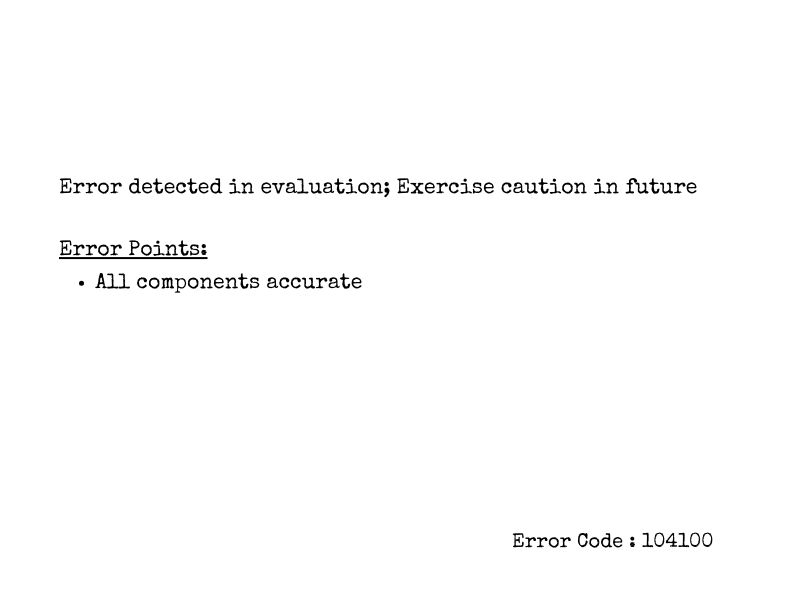 Error detected in evaluation; Exercise caution in future
Error Points:
• All components accurate
Error Code : 104100